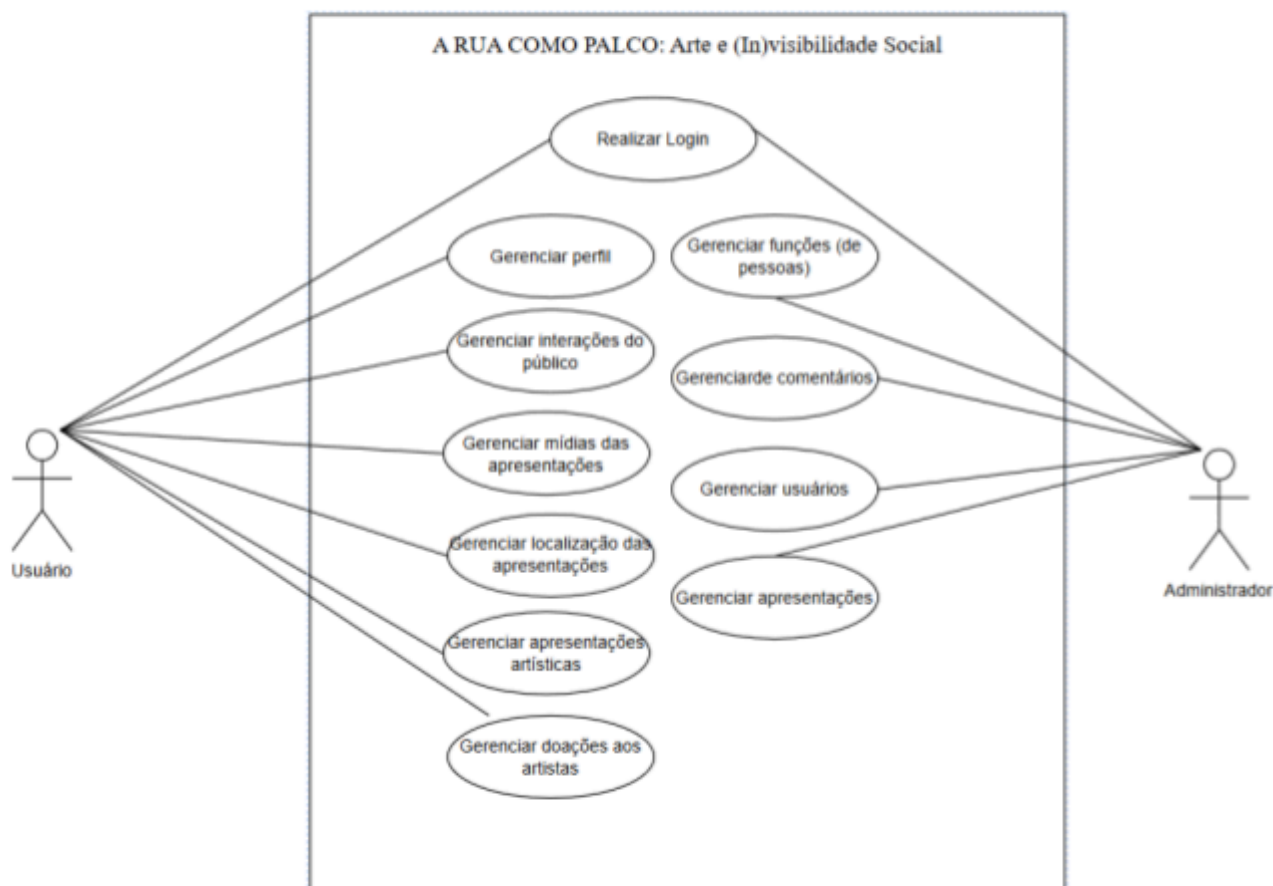 A RUA COMO PALCO: Arte e (In)visibilidade Social
Realizar Login
Gerenciar perfil
Gerenciar funções (de
pessoas)
Gerenciar interações do
público
Gerenciarde comentários
Gerenciar mídias das
apresentações
Gerenciar usuários
Gerenciar localização das
apresentações
Gerenciar apresentações
Gerenciar apresentações
artísticas
Gerenciar doações aos
artistas
Usuário
Administrador